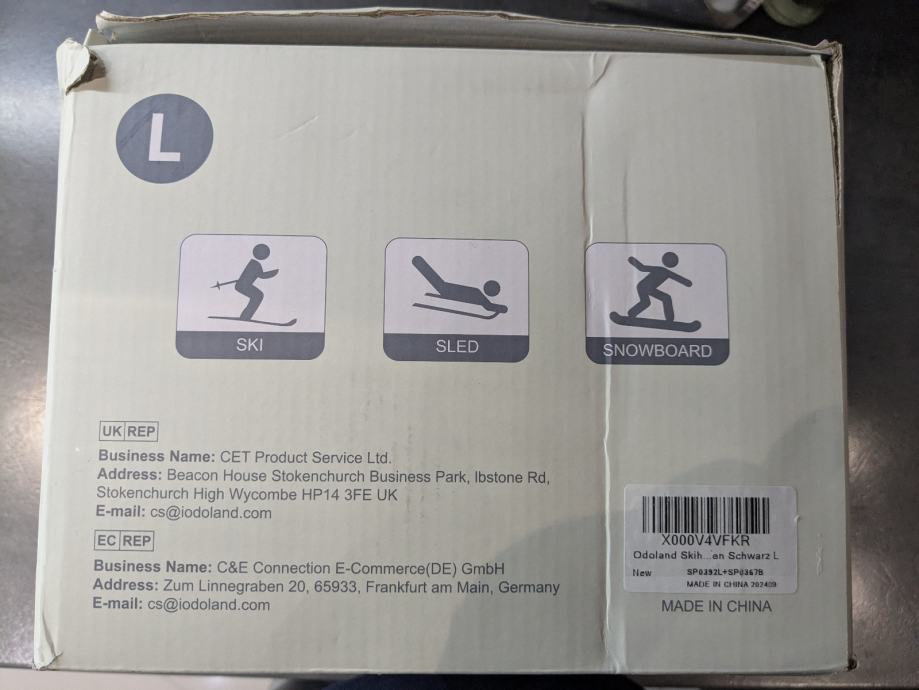 L
SKI
SLED
SNOWBOARD
UK REP
Business Name: CET Product Service Ltd.
Address: Beacon House Stokenchurch Business Park, Ibstone Rd,
Stokenchurch High Wycombe HP14 3FE UK
E-mail: cs@iodoland.com
EC REP
Business Name: C&E Connection E-Commerce(DE) GmbH
Address: Zum Linnegraben 20, 65933, Frankfurt am Main, Germany
E-mail: cs@iodoland.com
X000V4VFKR
Odoland Skih...en Schwarz L
New SP0392L+SP0367B
MADE IN CHINA 202409
MADE IN CHINA